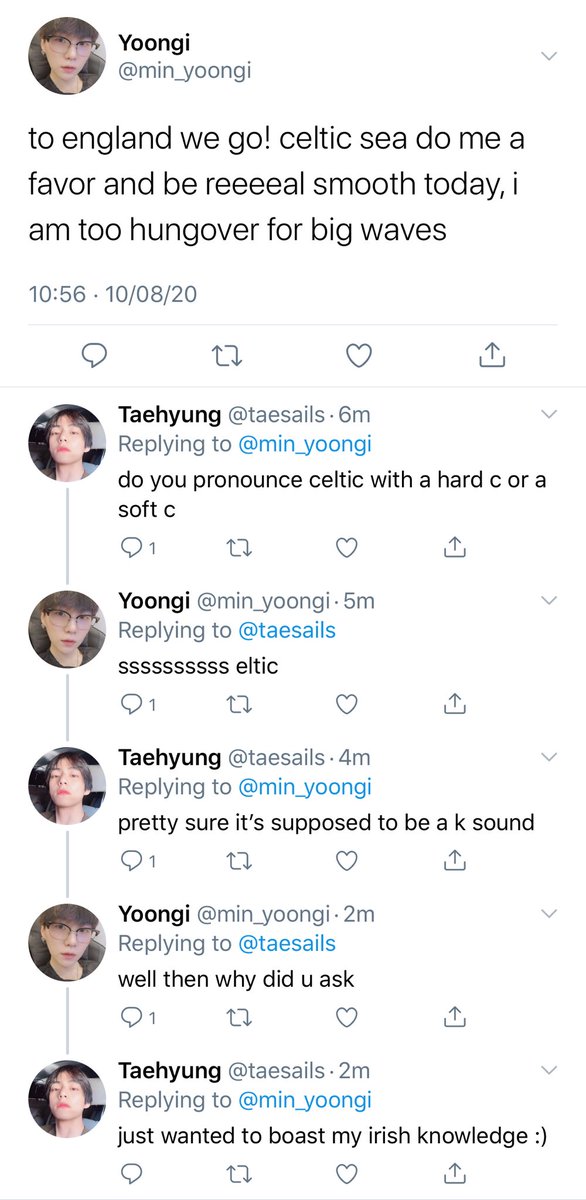 Yoongi
@min_yoongi
to england we go! celtic sea do me a
favor and be reeeeal smooth today, i
am too hungover for big waves
10:56 · 10/08/20
Taehyung @taesails · 6m
Replying to @min_yoongi
do you pronounce celtic with a hard c or a
soft c
1
Yoongi @min_yoongi · 5m
Replying to @taesails
ssssssssss eltic
1
Taehyung @taesails · 4m
Replying to @min_yoongi
pretty sure it’s supposed to be a k sound
1
Yoongi @min_yoongi · 2m
Replying to @taesails
well then why did u ask
1
Taehyung @taesails · 2m
Replying to @min_yoongi
just wanted to boast my irish knowledge :)